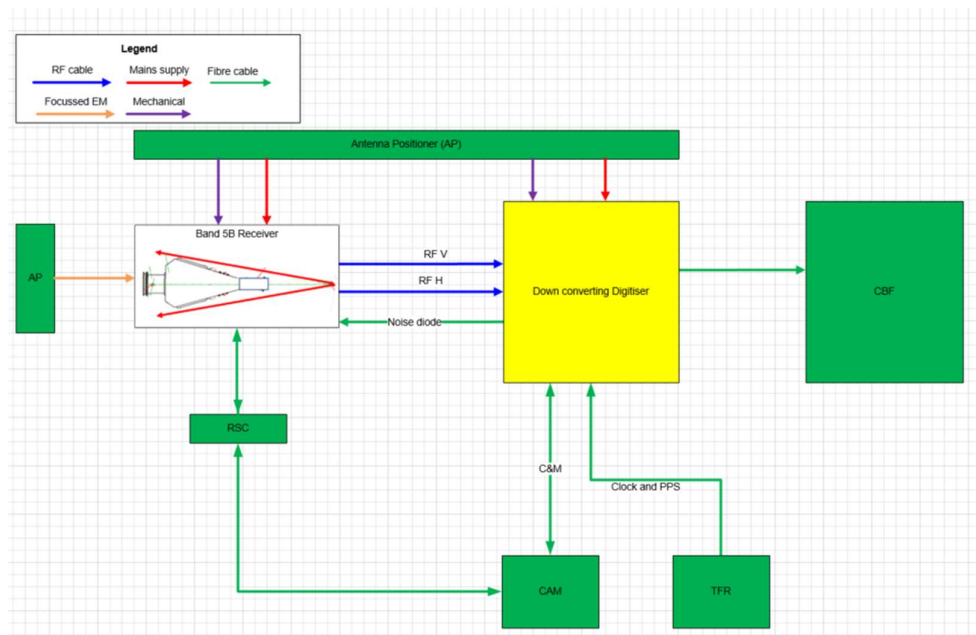 Legend
RF cable
Mains supply
Fibre cable
Focussed EM
Mechanical
Antenna Positioner (AP)
AP
Band 5B Receiver
RF V
RF H
Noise diode
Down converting Digitiser
CBF
RSC
C&M
Clock and PPS
CAM
TFR